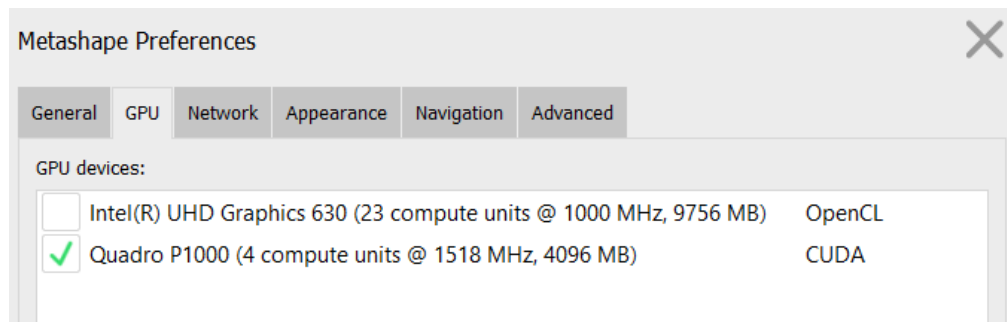 Metashape Preferences
General GPU Network Appearance Navigation Advanced
GPU devices:
Intel(R) UHD Graphics 630 (23 compute units @ 1000 MHz, 9756 MB) OpenCL
Quadro P1000 (4 compute units @ 1518 MHz, 4096 MB) CUDA